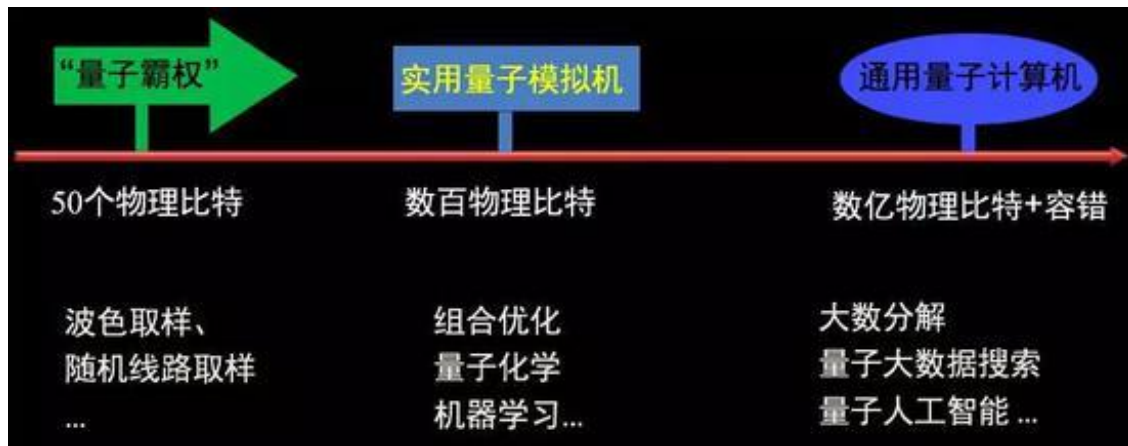 “量子霸权”
实用量子模拟机
通用量子计算机
50个物理比特
数百物理比特
数亿物理比特+容错
波色取样、
随机线路取样
...
组合优化
量子化学
机器学习...
大数分解
量子大数据搜索
量子人工智能 ...